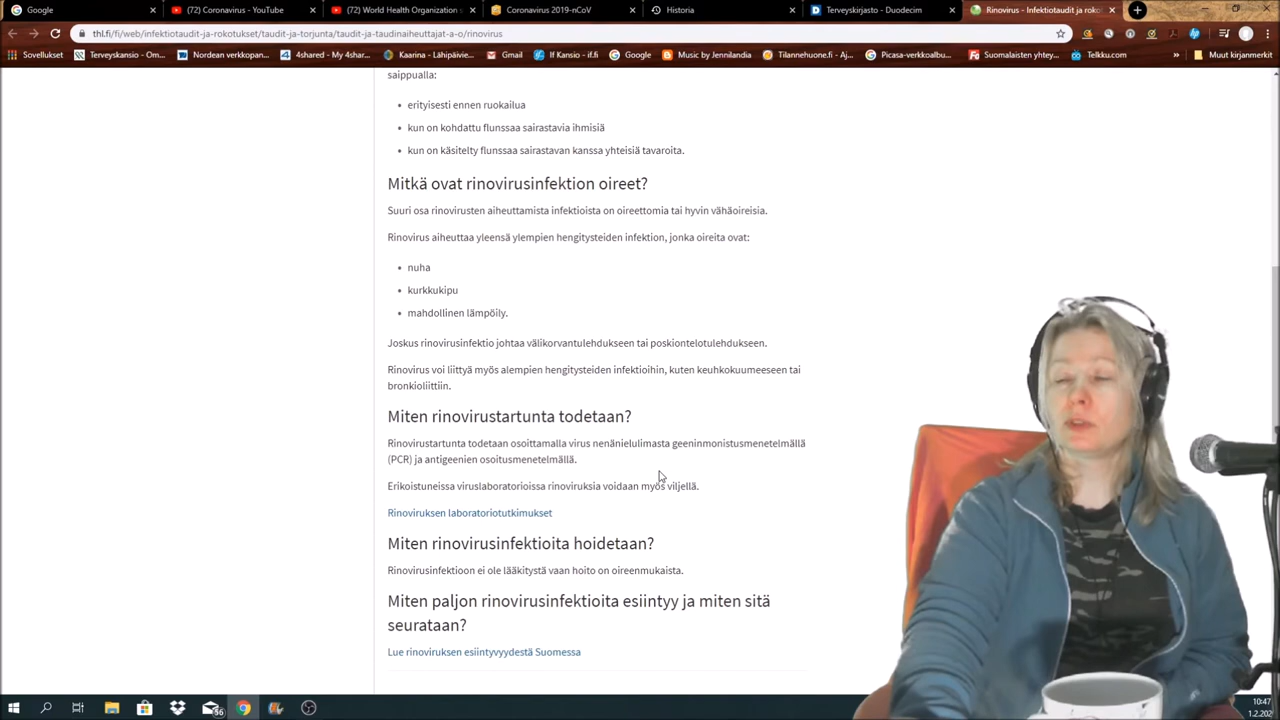 Google
(72) Coronavirus - YouTube
(72) World Health Organization
Coronavirus 2019-nCoV
Historia
Terveyskirjasto - Duodecim
Rinovirus – Infektiotaudit ja roko
thl.fi/fi/web/infektiotaudit-ja-rokotukset/taudit-ja-torjunta/taudit-ja-taudinaiheuttajat-a-o/rinovirus
Sovellukset
Terveyskirjasto - Om...
Nordean verkkopan...
4shared - My 4shar...
Kaarina – Lähipäivie...
Gmail
If Kansio - if.fi
Google
Music by Jennilandia
Tilannehuone.fi - Aj...
Picasa-verkkoalbu...
Suomalaisten yhtey...
Telkku.com
»
Muut kirjanmerkit
saippualla:
• erityisesti ennen ruokailua
• kun on kohdattu flunssaa sairastavia ihmisiä
• kun on käsitelty flunssaa sairastavan kanssa yhteisiä tavaroita.
Mitkä ovat rinovirusinfektion oireet?
Suuri osa rinovirusten aiheuttamista infektioista on oireettomia tai hyvin vähäoireisia.
Rinovirus aiheuttaa yleensä ylempien hengitysteiden infektion, jonka oireita ovat:
• nuha
• kurkkukipu
• mahdollinen lämpöily.
Joskus rinovirusinfektio johtaa välikorvantulehdukseen tai poskiontelotulehdukseen.
Rinovirus voi liittyä myös alempien hengitysteiden infektioihin, kuten keuhkokuumeeseen tai
bronkioliittiin.
Miten rinovirustartunta todetaan?
Rinovirustartunta todetaan osoittamalla virus nenänielulimasta geeninmonistusmenetelmällä
(PCR) ja antigeenien osoitusmenetelmällä.
Erikoistuneissa viruslaboratorioissa rinoviruksia voidaan myös viljellä.
Rinoviruksen laboratoriotutkimukset
Miten rinovirusinfektioita hoidetaan?
Rinovirusinfektioon ei ole lääkitystä vaan hoito on oireenmukaista.
Miten paljon rinovirusinfektioita esiintyy ja miten sitä
seurataan?
Lue rinoviruksen esiintyvyydestä Suomessa
56
10:47
1.2.202